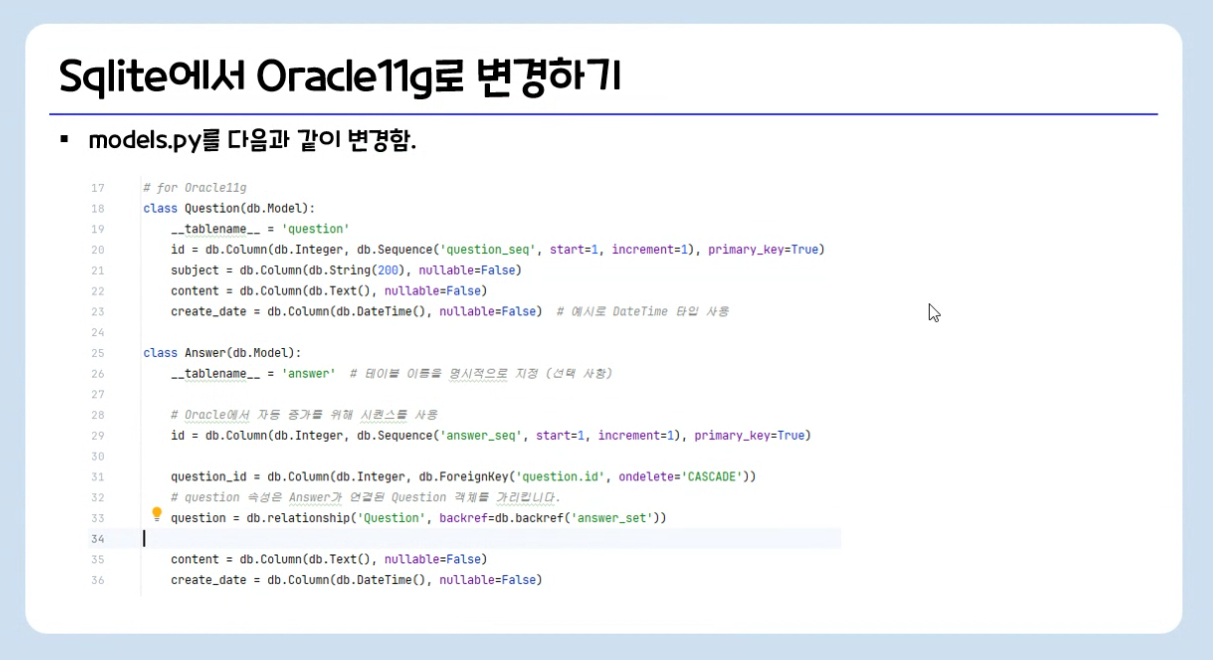 Sqlite에서 Oracle11g로 변경하기
▪ models.py를 다음과 같이 변경함.
17 # for Oracle11g
18 class Question(db.Model):
19     __tablename__ = 'question'
20     id = db.Column(db.Integer, db.Sequence('question_seq', start=1, increment=1), primary_key=True)
21     subject = db.Column(db.String(200), nullable=False)
22     content = db.Column(db.Text(), nullable=False)
23     create_date = db.Column(db.DateTime(), nullable=False)  # 예시로 DateTime 타입 사용
24
25 class Answer(db.Model):
26     __tablename__ = 'answer'  # 테이블 이름을 명시적으로 지정 (선택 사항)
27
28     # Oracle에서 자동 증가를 위해 시퀀스를 사용
29     id = db.Column(db.Integer, db.Sequence('answer_seq', start=1, increment=1), primary_key=True)
30
31     question_id = db.Column(db.Integer, db.ForeignKey('question.id', ondelete='CASCADE'))
32     # question 속성은 Answer가 연결된 Question 객체를 가리킵니다.
33     question = db.relationship('Question', backref=db.backref('answer_set'))
34
35     content = db.Column(db.Text(), nullable=False)
36     create_date = db.Column(db.DateTime(), nullable=False)